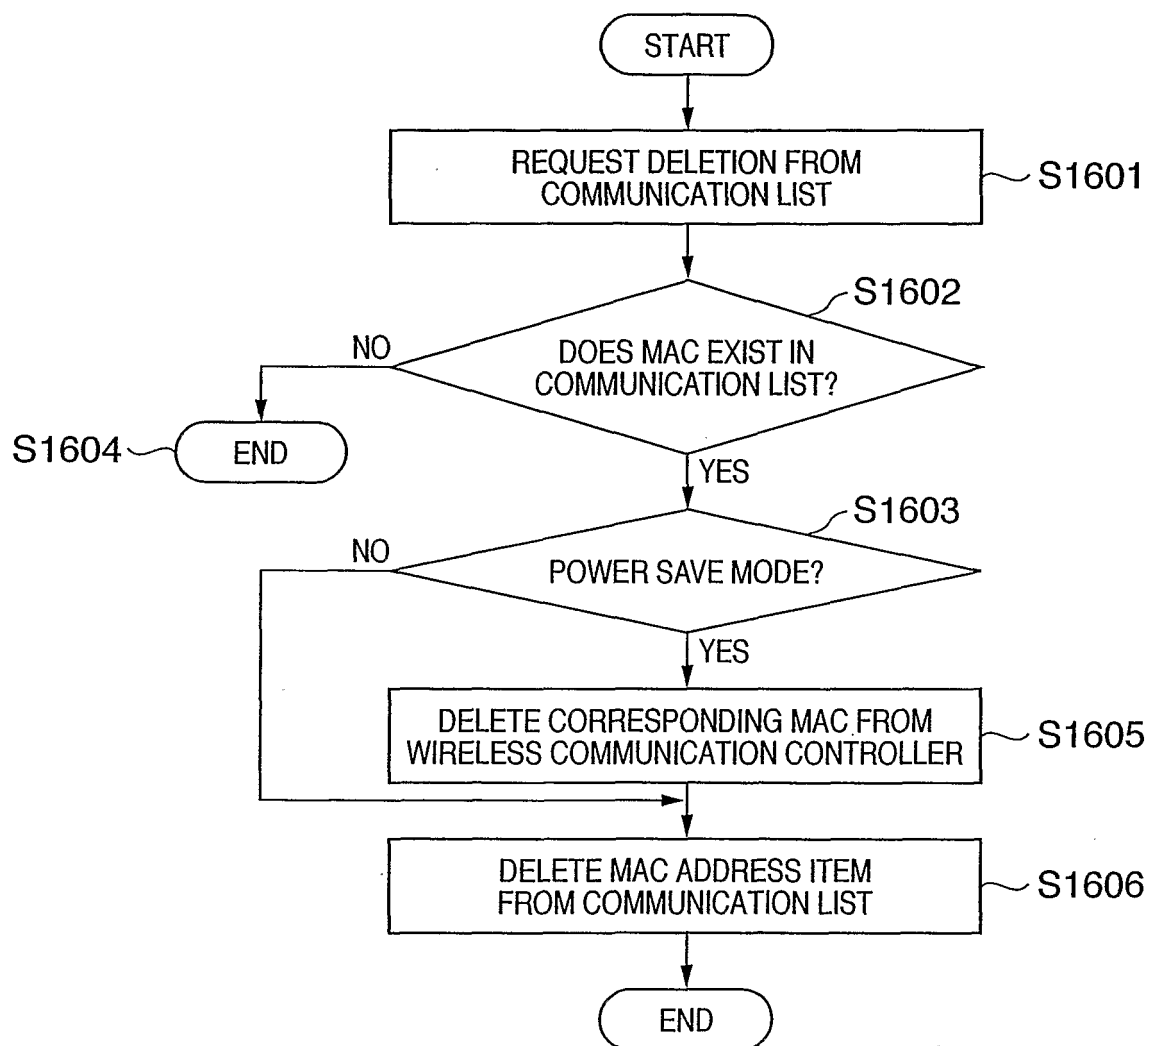 START
REQUEST DELETION FROM
COMMUNICATION LIST
S1601
S1602
DOES MAC EXIST IN
COMMUNICATION LIST?
NO
S1604
END
YES
S1603
NO
POWER SAVE MODE?
YES
DELETE CORRESPONDING MAC FROM
WIRELESS COMMUNICATION CONTROLLER
S1605
DELETE MAC ADDRESS ITEM
FROM COMMUNICATION LIST
S1606
END